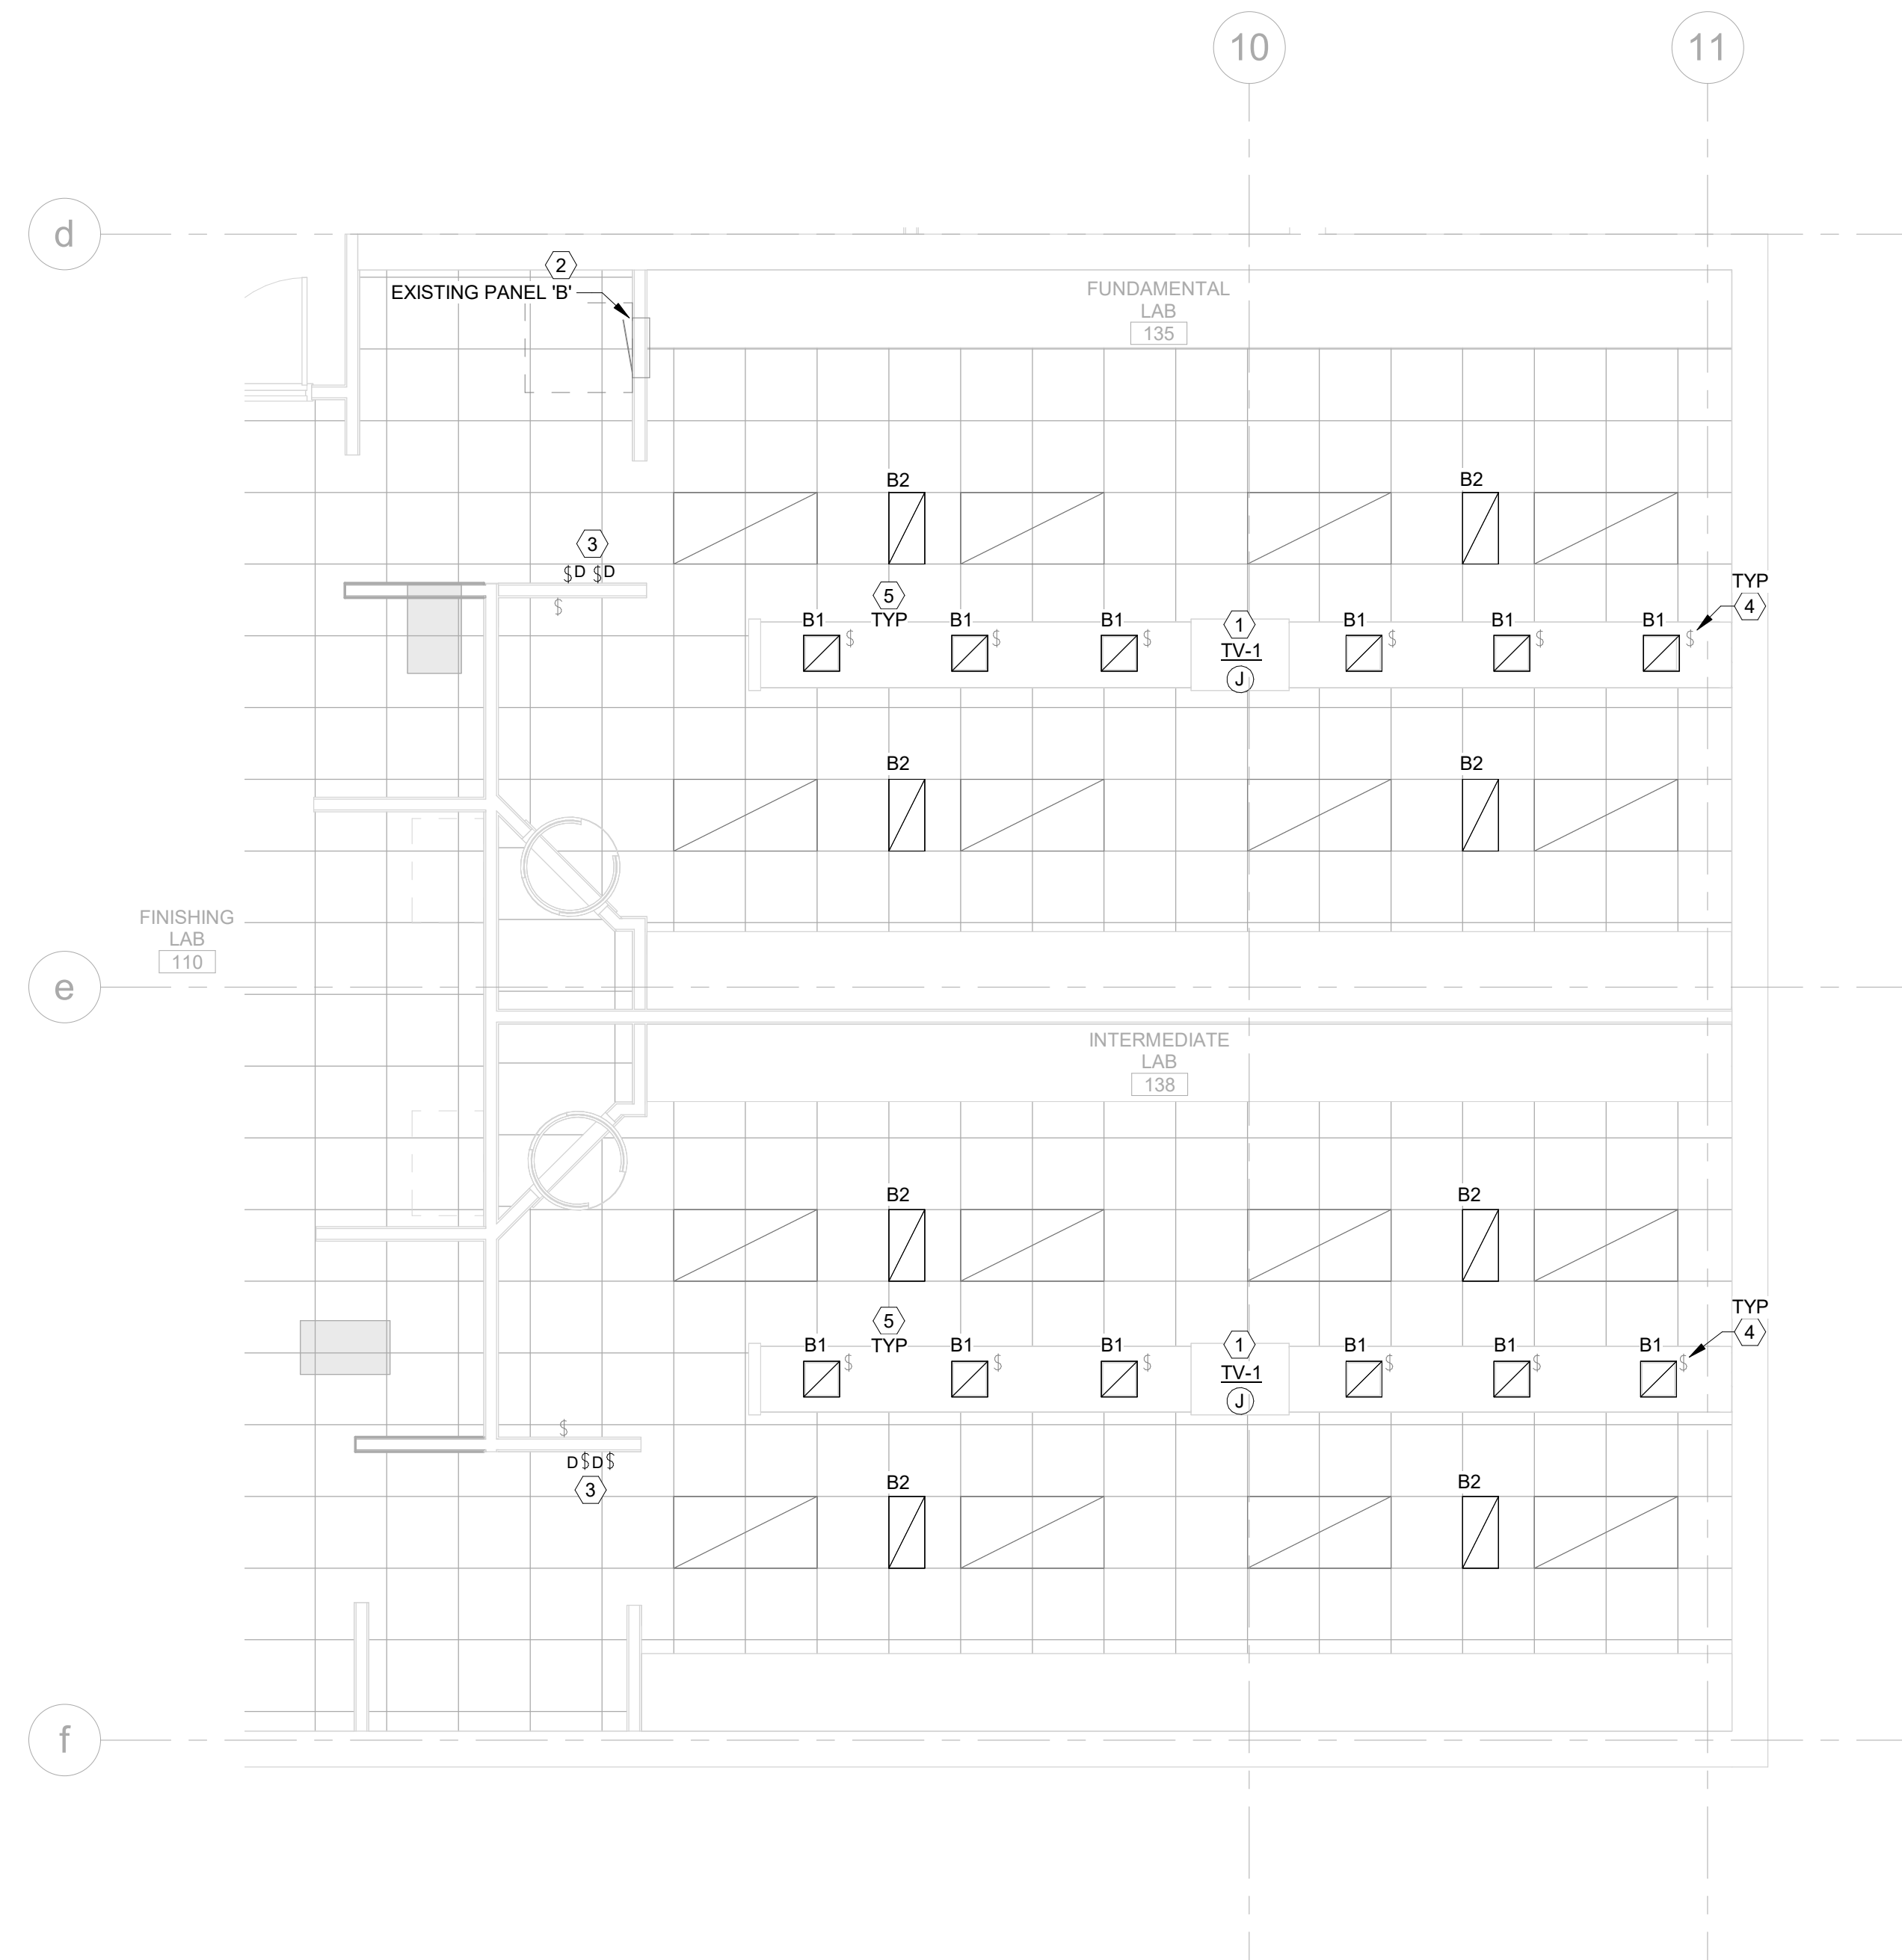 10
11
d
2
EXISTING PANEL 'B'
FUNDAMENTAL
LAB
135
B2
B2
3
$D $D
$
5
TYP
TYP
4
B1
$
B1
$
B1
$
1
TV-1
J
B1
$
B1
$
B1
$
B2
B2
FINISHING
LAB
110
e
INTERMEDIATE
LAB
138
B2
B2
5
TYP
TYP
4
B1
$
B1
$
B1
$
1
TV-1
J
B1
$
B1
$
B1
$
$
D$D$
3
B2
B2
f